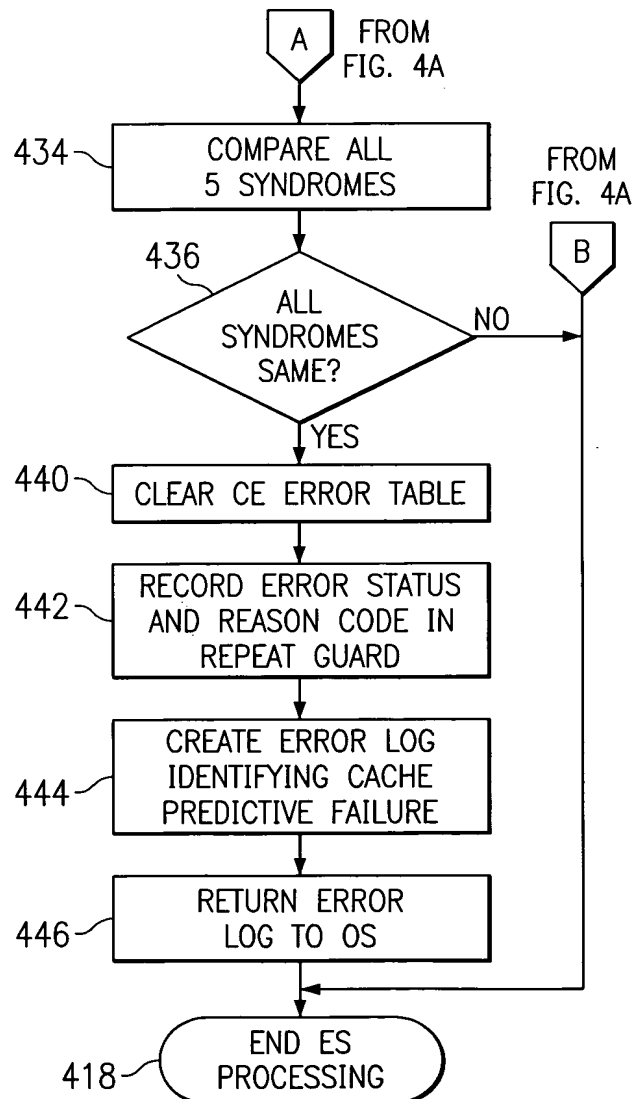 A
FROM
FIG. 4A
434
COMPARE ALL
5 SYNDROMES
FROM
FIG. 4A
B
436
ALL
SYNDROMES
SAME?
NO
YES
440
CLEAR CE ERROR TABLE
442
RECORD ERROR STATUS
AND REASON CODE IN
REPEAT GUARD
444
CREATE ERROR LOG
IDENTIFYING CACHE
PREDICTIVE FAILURE
446
RETURN ERROR
LOG TO OS
418
END ES
PROCESSING